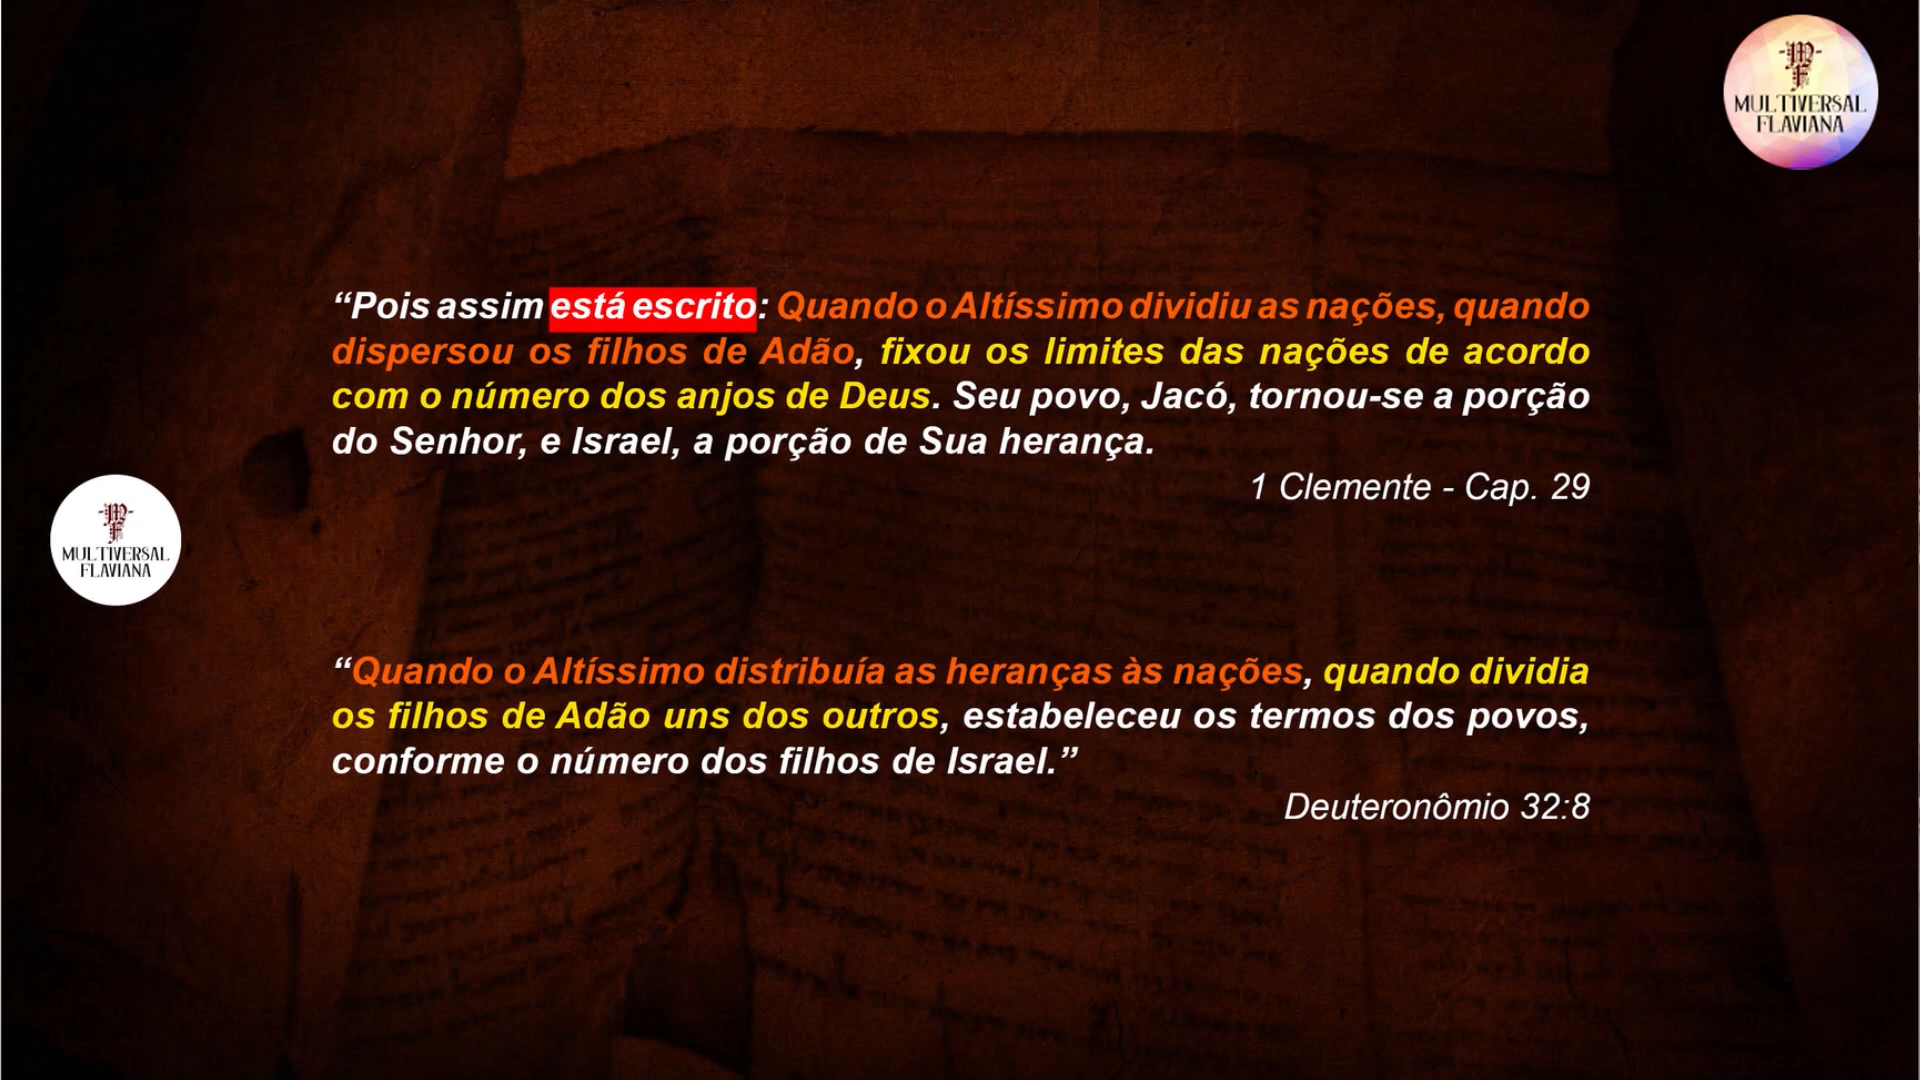 -M-
F
MULTIVERSAL
FLAVIANA
“Pois assim está escrito: Quando o Altíssimo dividiu as nações, quando
dispersou os filhos de Adão, fixou os limites das nações de acordo
com o número dos anjos de Deus. Seu povo, Jacó, tornou-se a porção
do Senhor, e Israel, a porção de Sua herança.
1 Clemente - Cap. 29
-M-
F
MULTIVERSAL
FLAVIANA
“Quando o Altíssimo distribuía as heranças às nações, quando dividia
os filhos de Adão uns dos outros, estabeleceu os termos dos povos,
conforme o número dos filhos de Israel.”
Deuteronômio 32:8